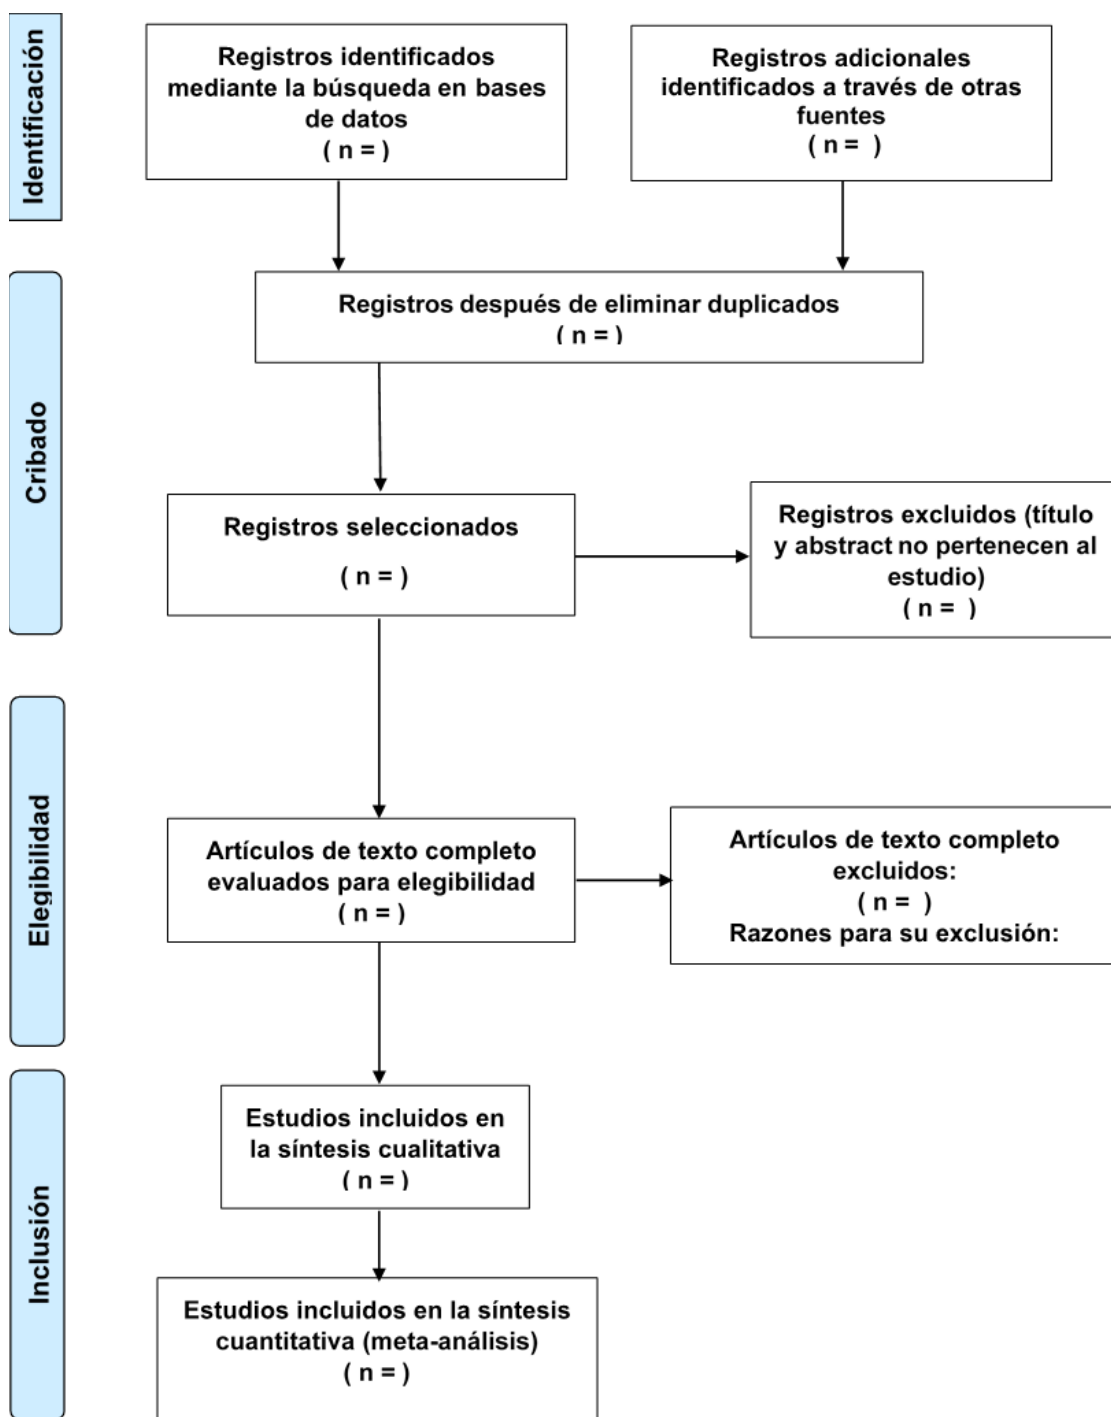 Identificación
Registros identificados
mediante la búsqueda en bases
de datos
( n = )
Registros adicionales
identificados a través de otras
fuentes
( n =  )
Cribado
Registros después de eliminar duplicados
( n = )
Registros seleccionados
( n = )
Registros excluidos (título
y abstract no pertenecen al
estudio)
( n =  )
Elegibilidad
Artículos de texto completo
evaluados para elegibilidad
( n = )
Artículos de texto completo
excluidos:
( n =  )
Razones para su exclusión:
Inclusión
Estudios incluidos en
la síntesis cualitativa
( n = )
Estudios incluidos en la síntesis
cuantitativa (meta-análisis)
( n = )